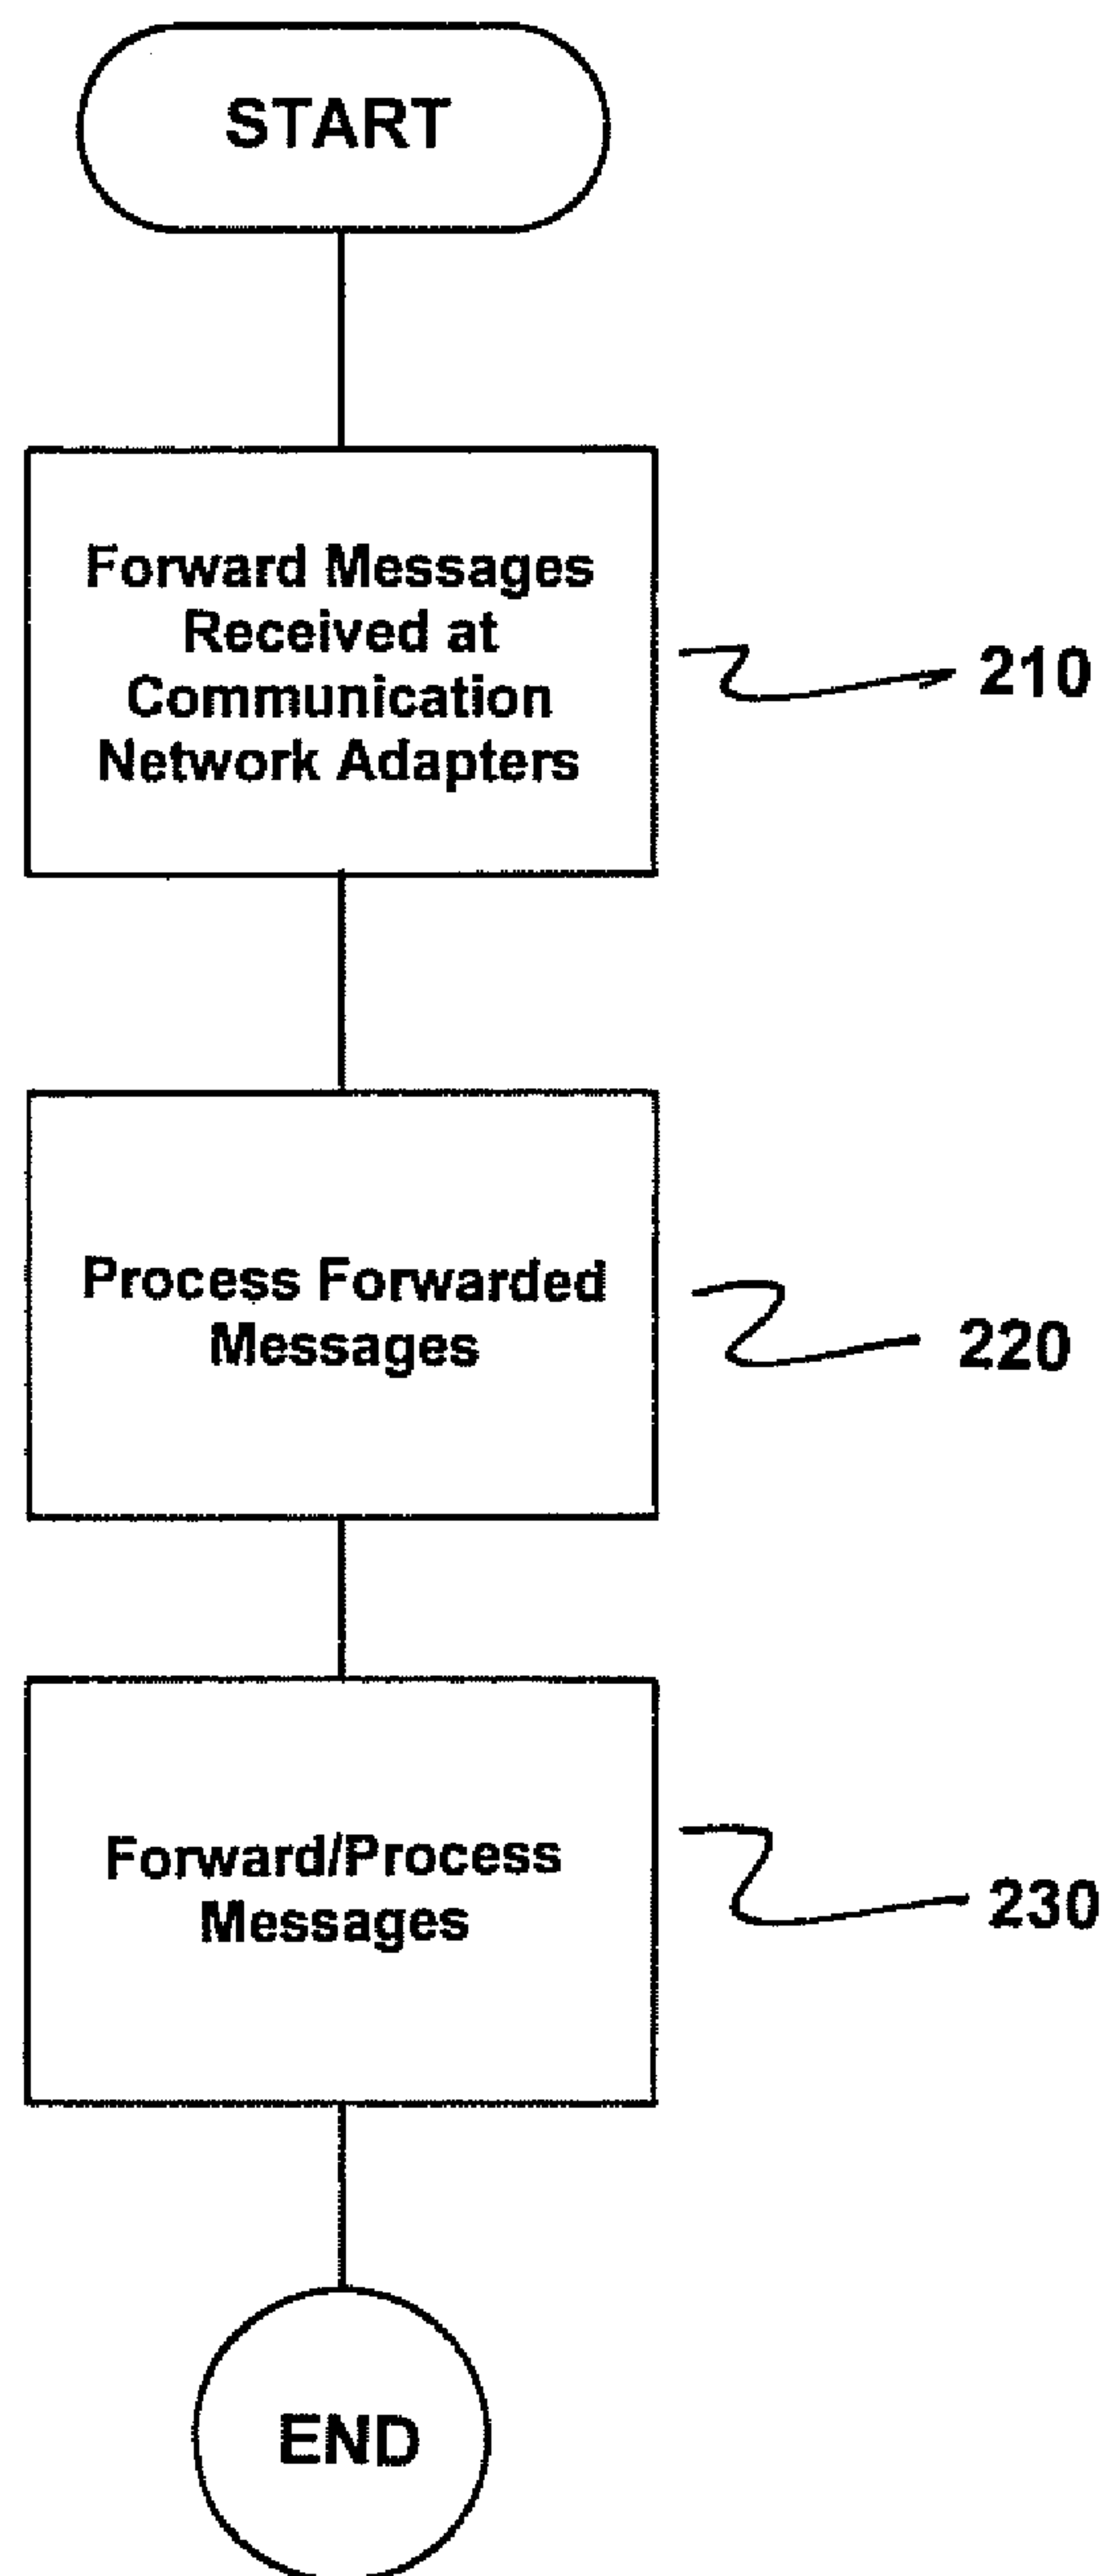 START
Forward Messages
Received at
Communication
Network Adapters
210
Process Forwarded
Messages
220
Forward/Process
Messages
230
END